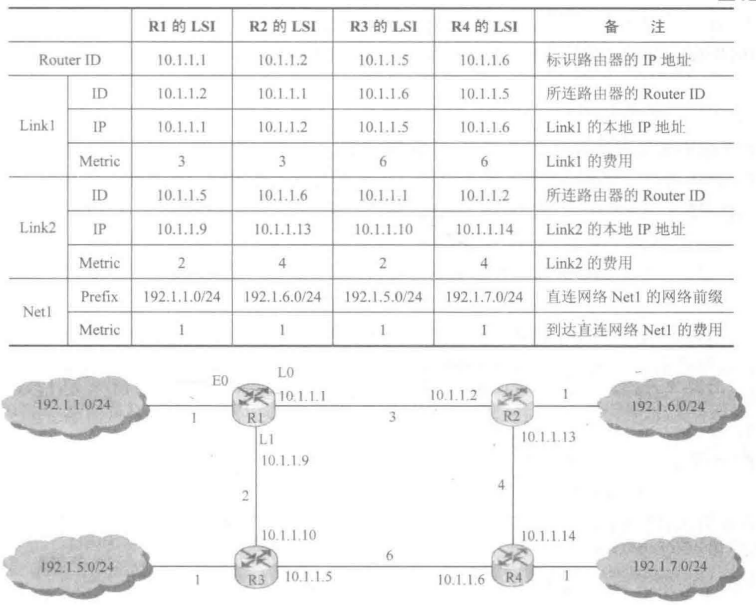 R1 的 LSI R2 的 LSI R3 的 LSI R4 的 LSI 备 注
Router ID 10.1.1.1 10.1.1.2 10.1.1.5 10.1.1.6 标识路由器的 IP 地址
Link1 ID 10.1.1.2 10.1.1.1 10.1.1.6 10.1.1.5 所连路由器的 Router ID
IP 10.1.1.1 10.1.1.2 10.1.1.5 10.1.1.6 Link1 的本地 IP 地址
Metric 3 3 6 6 Link1 的费用
Link2 ID 10.1.1.5 10.1.1.6 10.1.1.1 10.1.1.2 所连路由器的 Router ID
IP 10.1.1.9 10.1.1.13 10.1.1.10 10.1.1.14 Link2 的本地 IP 地址
Metric 2 4 2 4 Link2 的费用
Net1 Prefix 192.1.1.0/24 192.1.6.0/24 192.1.5.0/24 192.1.7.0/24 直连网络 Net1 的网络前缀
Metric 1 1 1 1 到达直连网络 Net1 的费用
E0 L0
192.1.1.0/24 1 R1 10.1.1.1 3 10.1.1.2 R2 1 192.1.6.0/24
L1
10.1.1.9 10.1.1.13
2 4
10.1.1.10 10.1.1.14
192.1.5.0/24 1 R3 10.1.1.5 6 10.1.1.6 R4 1 192.1.7.0/24